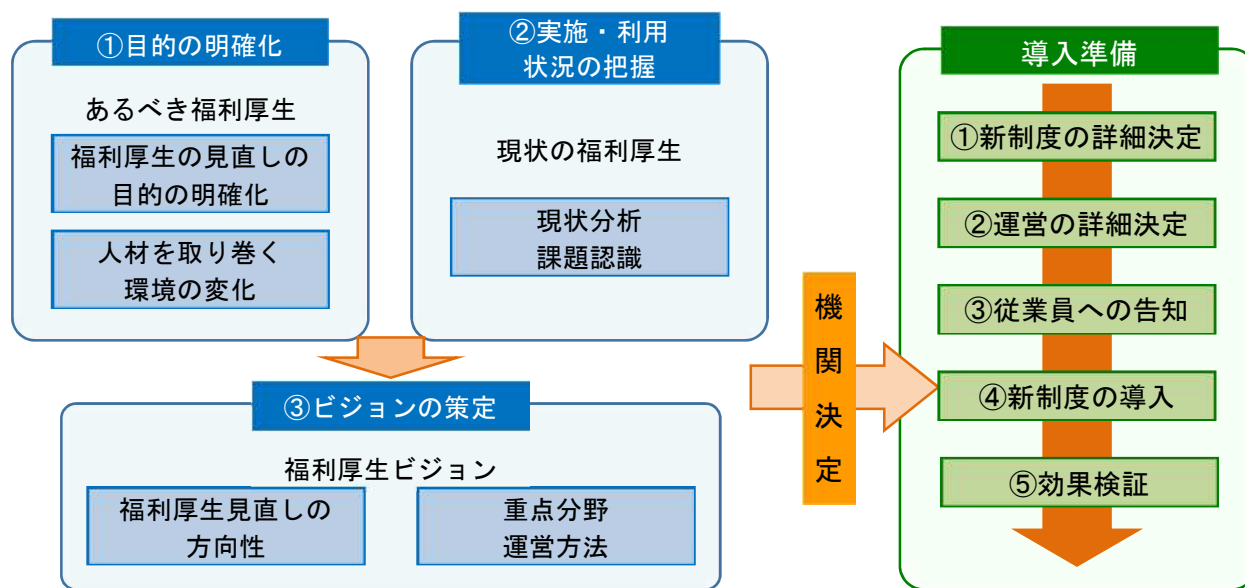 ①目的の明確化
あるべき福利厚生
福利厚生の見直しの
目的の明確化
人材を取り巻く
環境の変化
②実施・利用
状況の把握
現状の福利厚生
現状分析
課題認識
③ビジョンの策定
福利厚生ビジョン
福利厚生見直しの
方向性
重点分野
運営方法
機
関
決
定
導入準備
①新制度の詳細決定
②運営の詳細決定
③従業員への告知
④新制度の導入
⑤効果検証